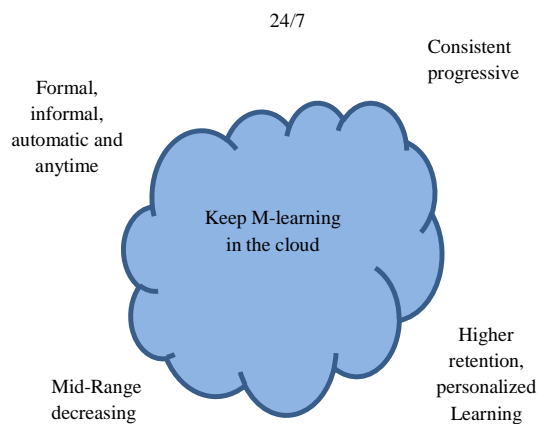 24/7
Consistent
progressive
Formal,
informal,
automatic and
anytime
Keep M-learning
in the cloud
Higher
retention,
personalized
Learning
Mid-Range
decreasing